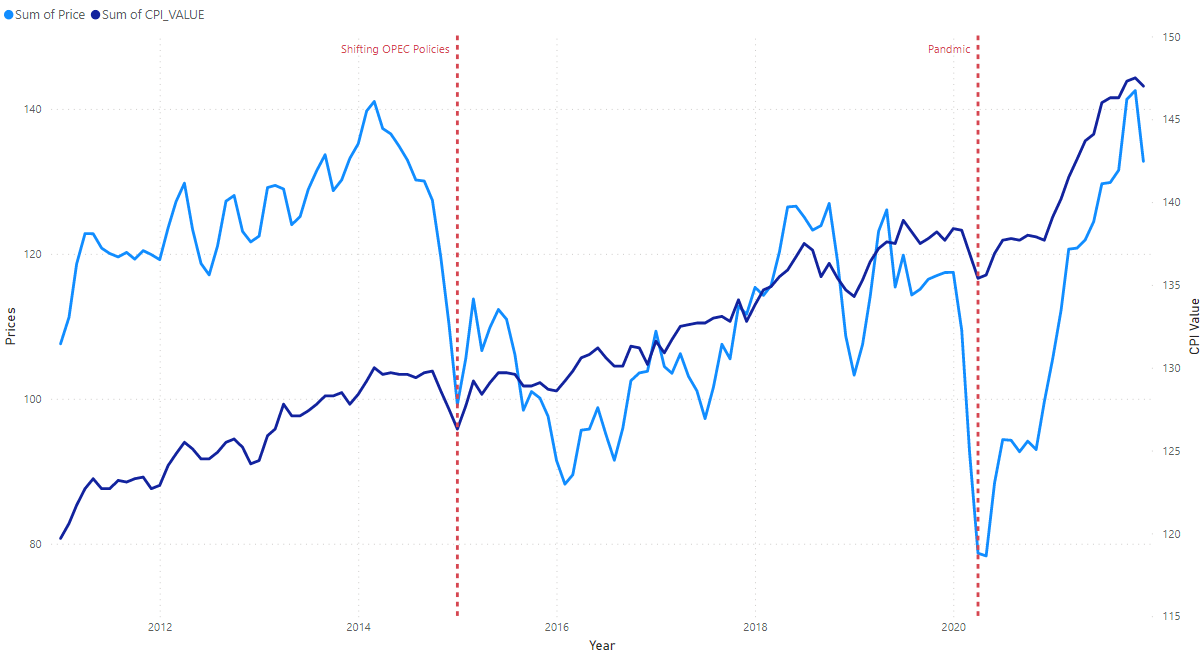 Sum of Price Sum of CPI_VALUE
Shifting OPEC Policies
Pandmic
150
140
145
140
120
135
Prices
CPI Value
130
100
125
120
80
115
2012 2014 2016 2018 2020
Year